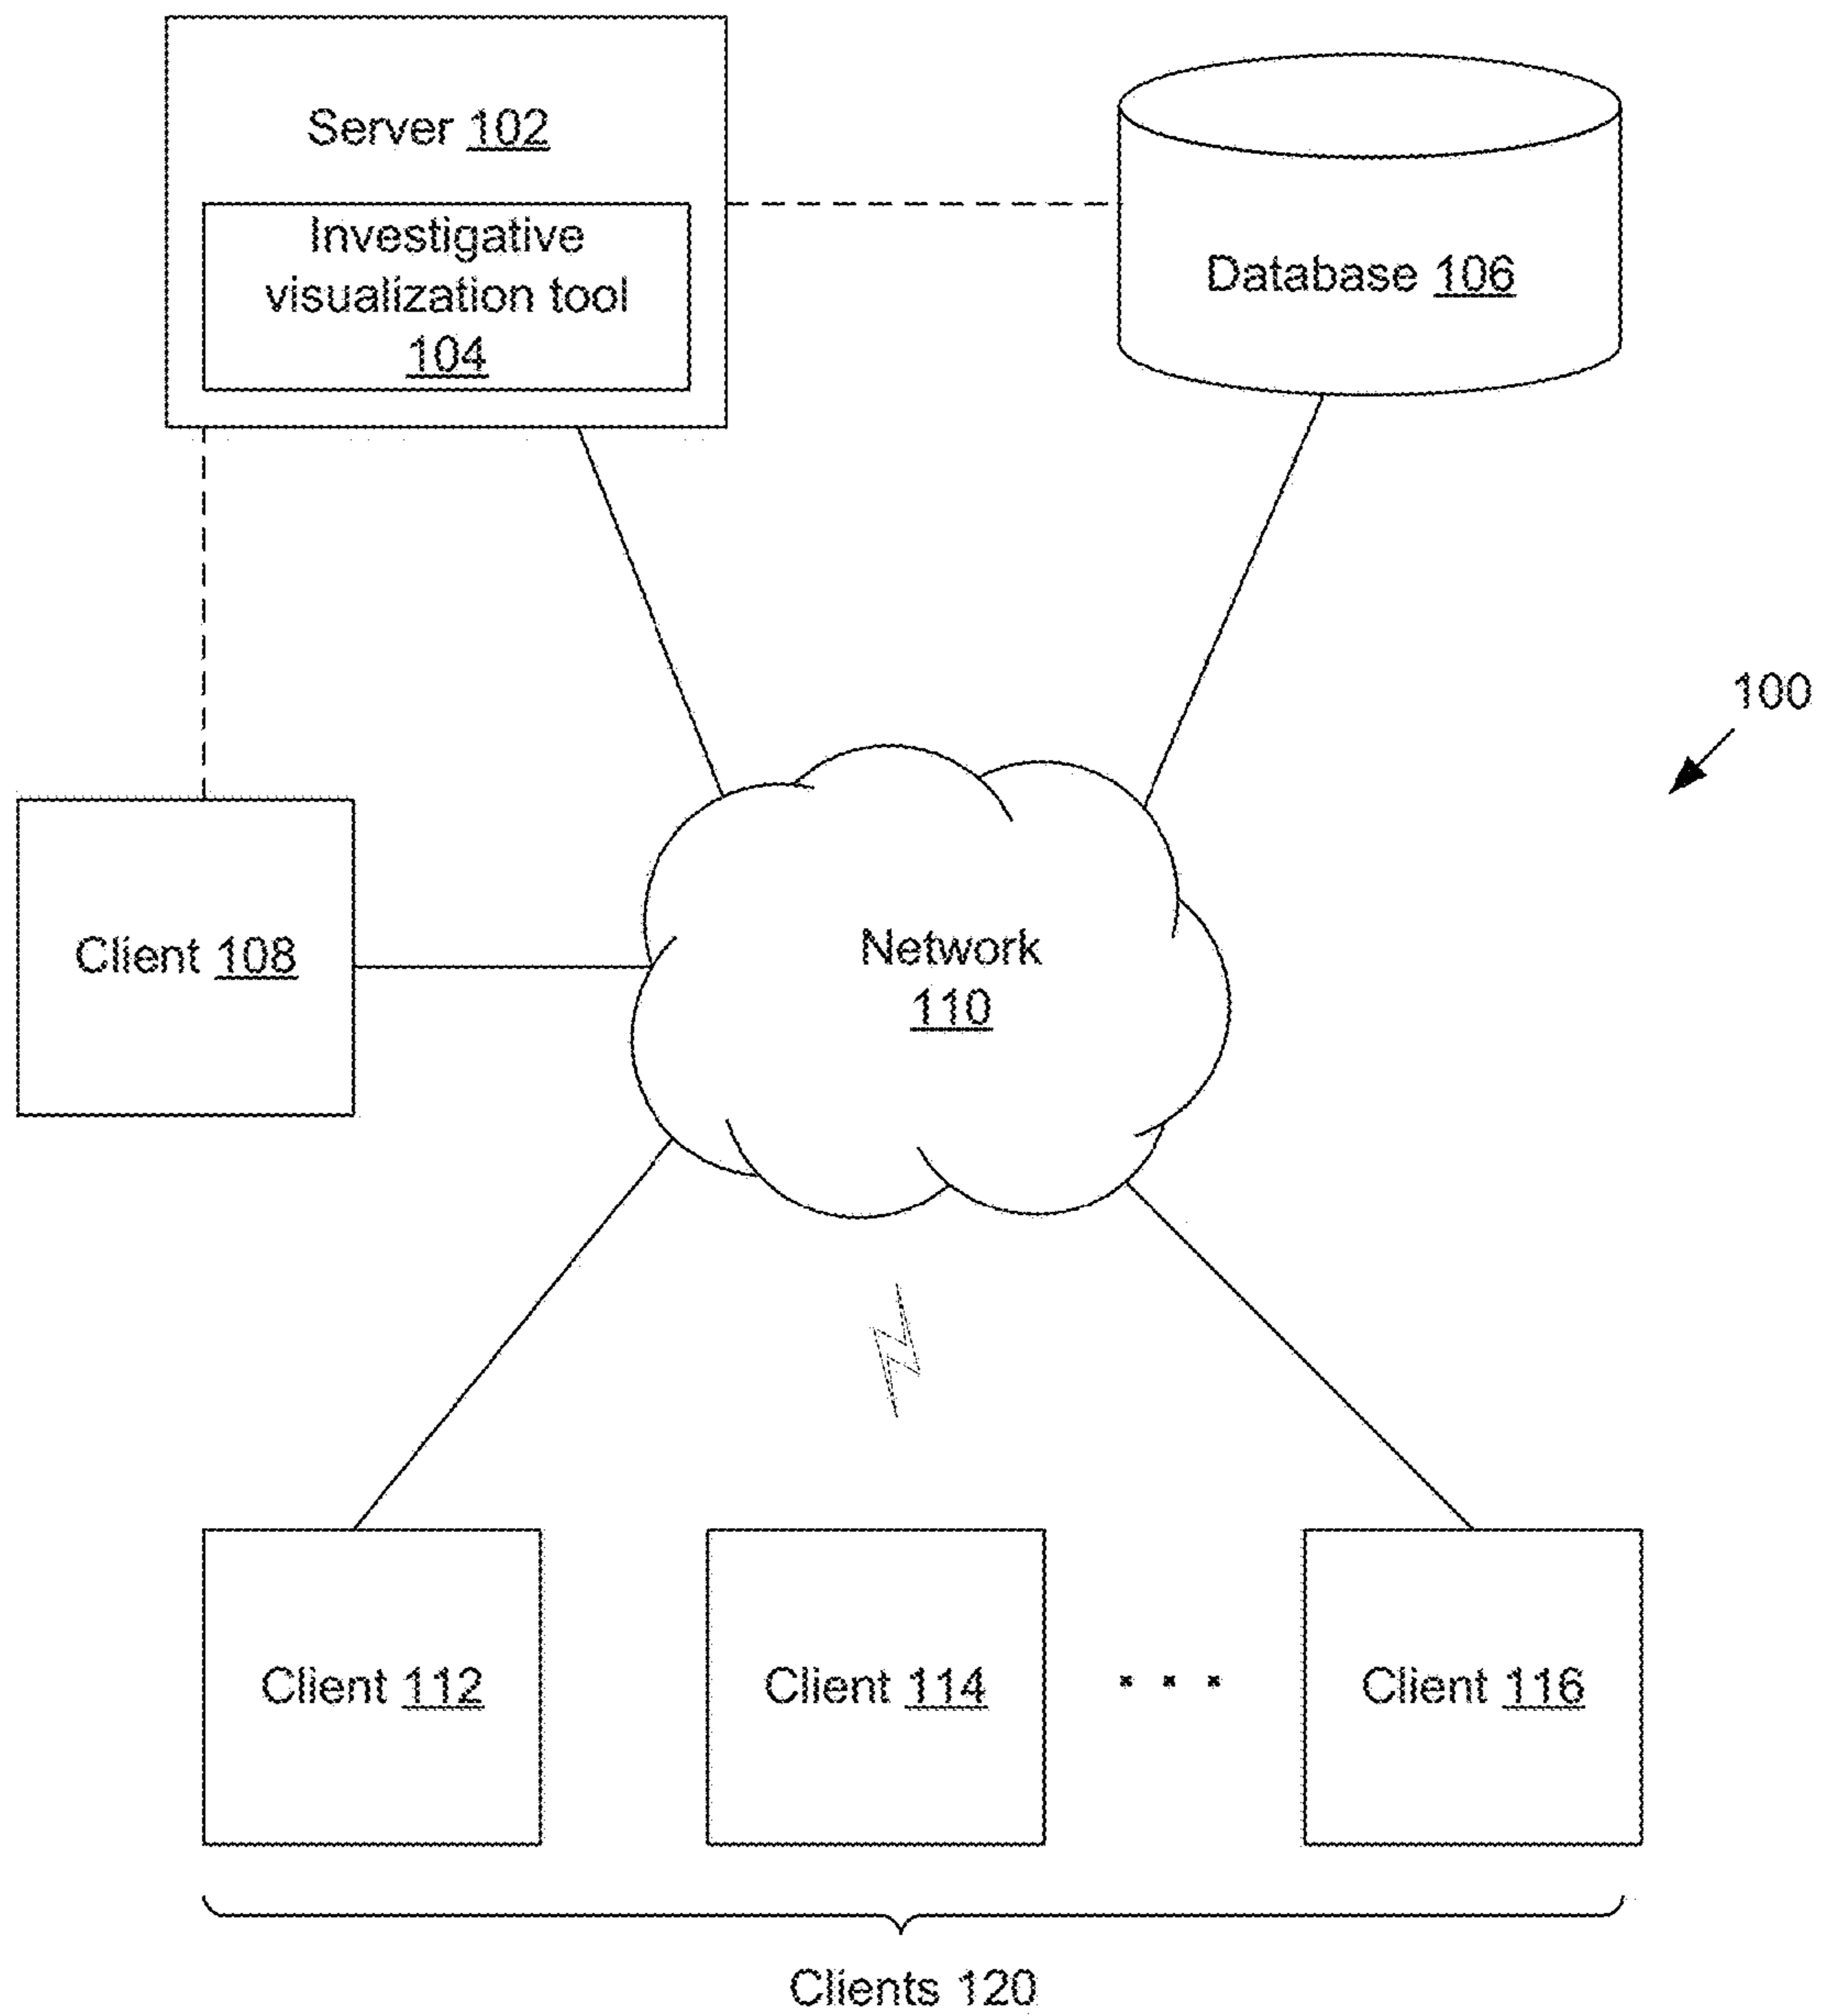 Server 102
Investigative
visualization tool
104
Database 106
100
Client 108
Network
110
Client 112
Client 114
. . .
Client 116
Clients 120